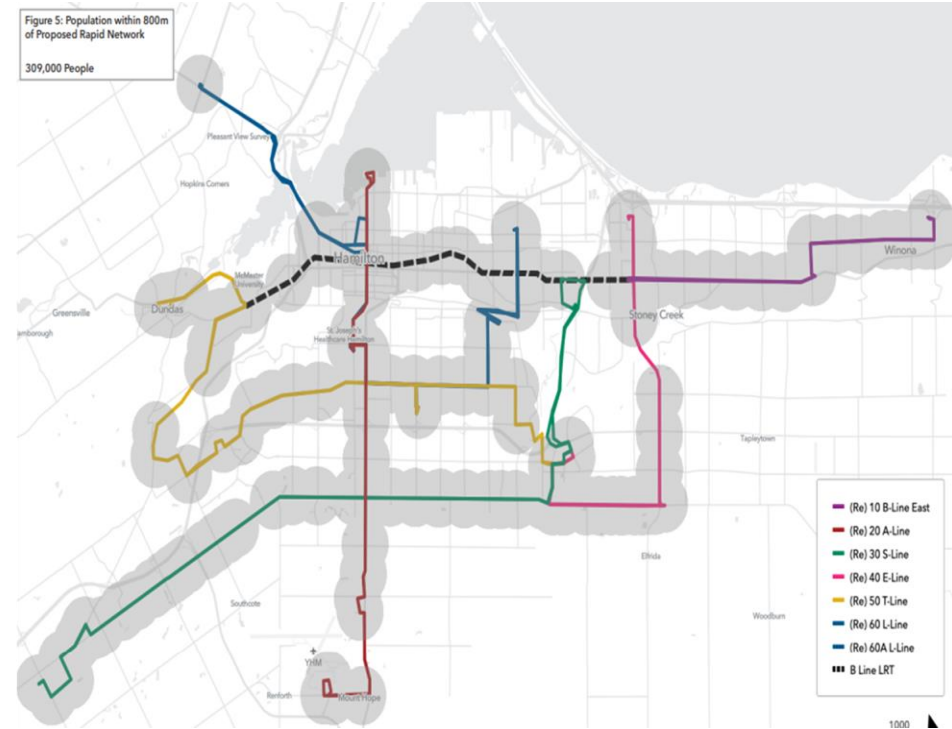 Figure 5: Population within 800m
of Proposed Rapid Network
309,000 People
Pleasant View Survey
Hopkins Corners
Hamilton
Winona
McMaster
University
Dundas
Greensville
Stoney Creek
St. Joseph's
Healthcare Hamilton
Tapleytown
(Re) 10 B-Line East
(Re) 20 A-Line
(Re) 30 S-Line
(Re) 40 E-Line
(Re) 50 T-Line
(Re) 60 L-Line
(Re) 60A L-Line
B Line LRT
Elfrida
Southcote
Woodburn
YHM
Renforth
Mount Hope
1000